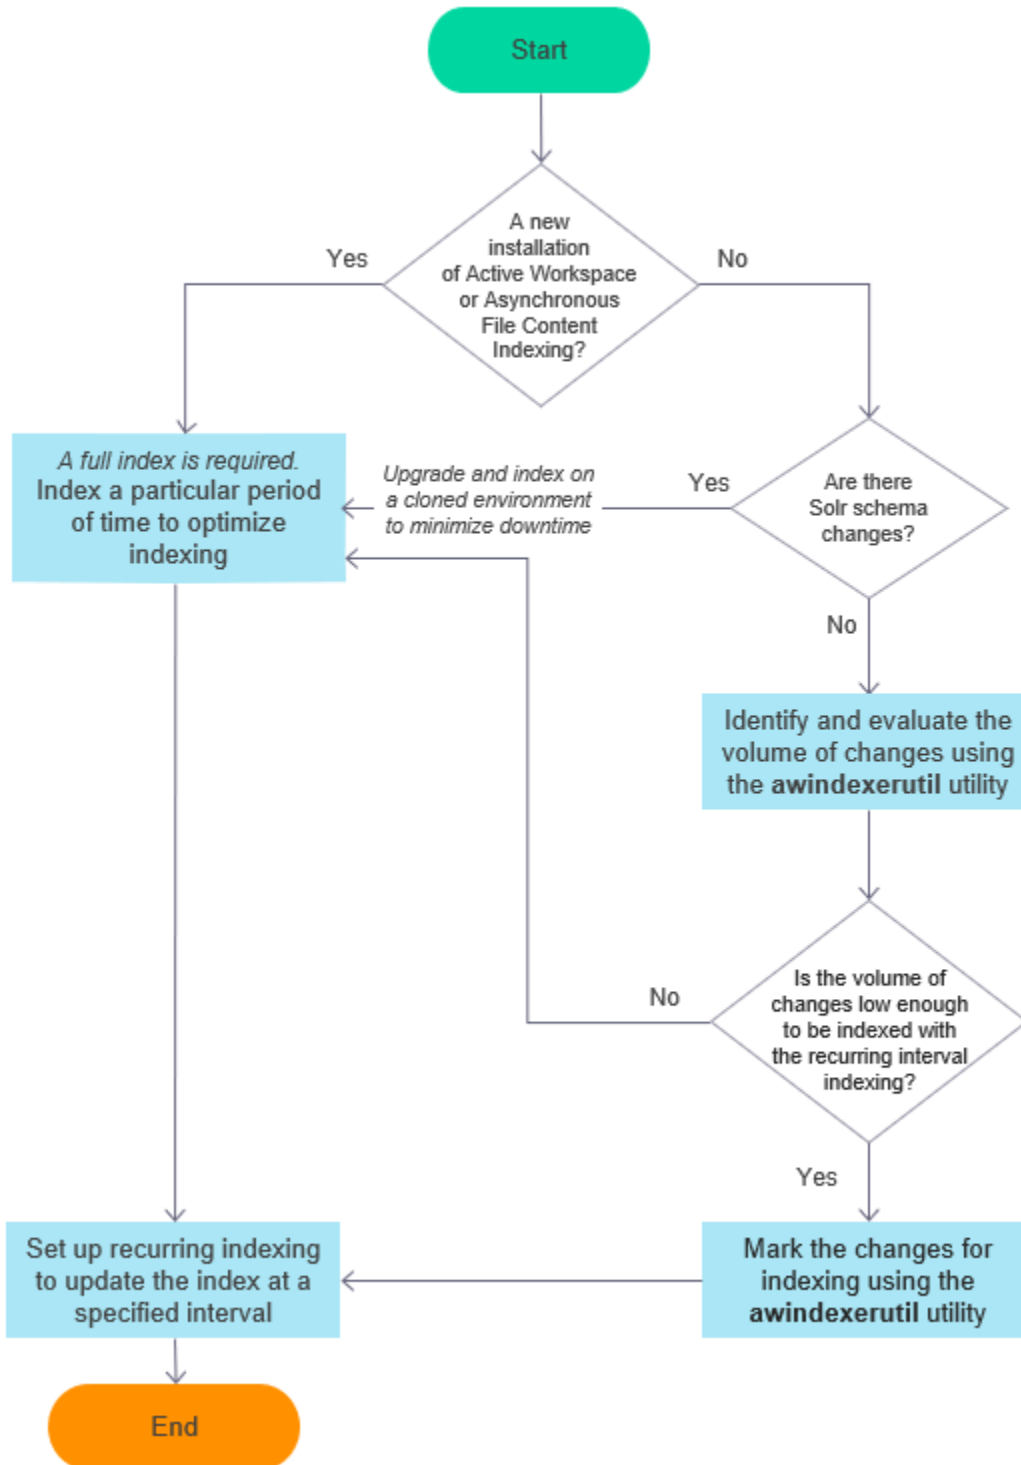 Start
A new
installation
of Active Workspace
or Asynchronous
File Content
Indexing?
Yes
No
A full index is required.
Index a particular period
of time to optimize
indexing
Upgrade and index on
a cloned environment
to minimize downtime
Yes
Are there
Solr schema
changes?
No
Identify and evaluate the
volume of changes using
the awindexerutil utility
Is the volume of
changes low enough
to be indexed with
the recurring interval
indexing?
No
Yes
Set up recurring indexing
to update the index at a
specified interval
Mark the changes for
indexing using the
awindexerutil utility
End